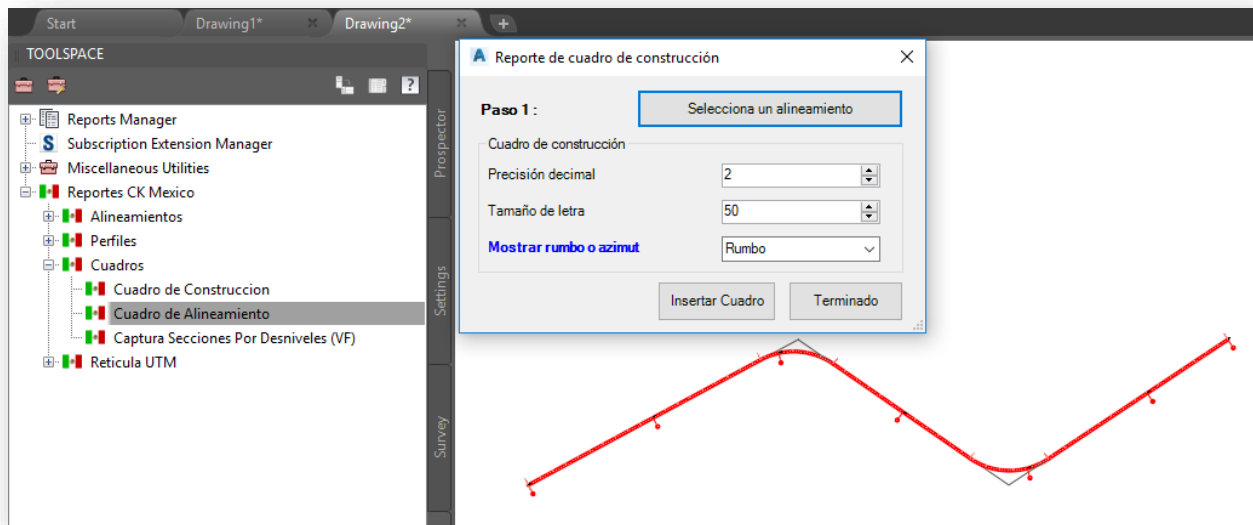 Start
Drawing1*
Drawing2*
TOOLSPACE
Reports Manager
S Subscription Extension Manager
Miscellaneous Utilities
Reportes CK Mexico
Alineamientos
Perfiles
Cuadros
Cuadro de Construccion
Cuadro de Alineamiento
Captura Secciones Por Desniveles (VF)
Reticula UTM
Prospector
Settings
Survey
Reporte de cuadro de construcción
Paso 1 :
Selecciona un alineamiento
Cuadro de construcción
Precisión decimal
2
Tamaño de letra
50
Mostrar rumbo o azimut
Rumbo
Insertar Cuadro
Terminado